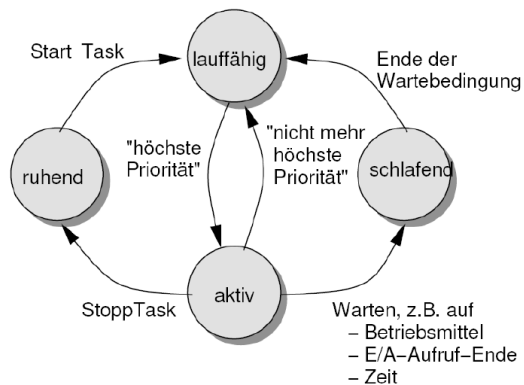 Start Task
lauffähig
Ende der
Wartebedingung
"höchste
Priorität"
"nicht mehr
höchste
Priorität"
ruhend
schlafend
StoppTask
aktiv
Warten, z.B. auf
– Betriebsmittel
– E/A–Aufruf–Ende
– Zeit